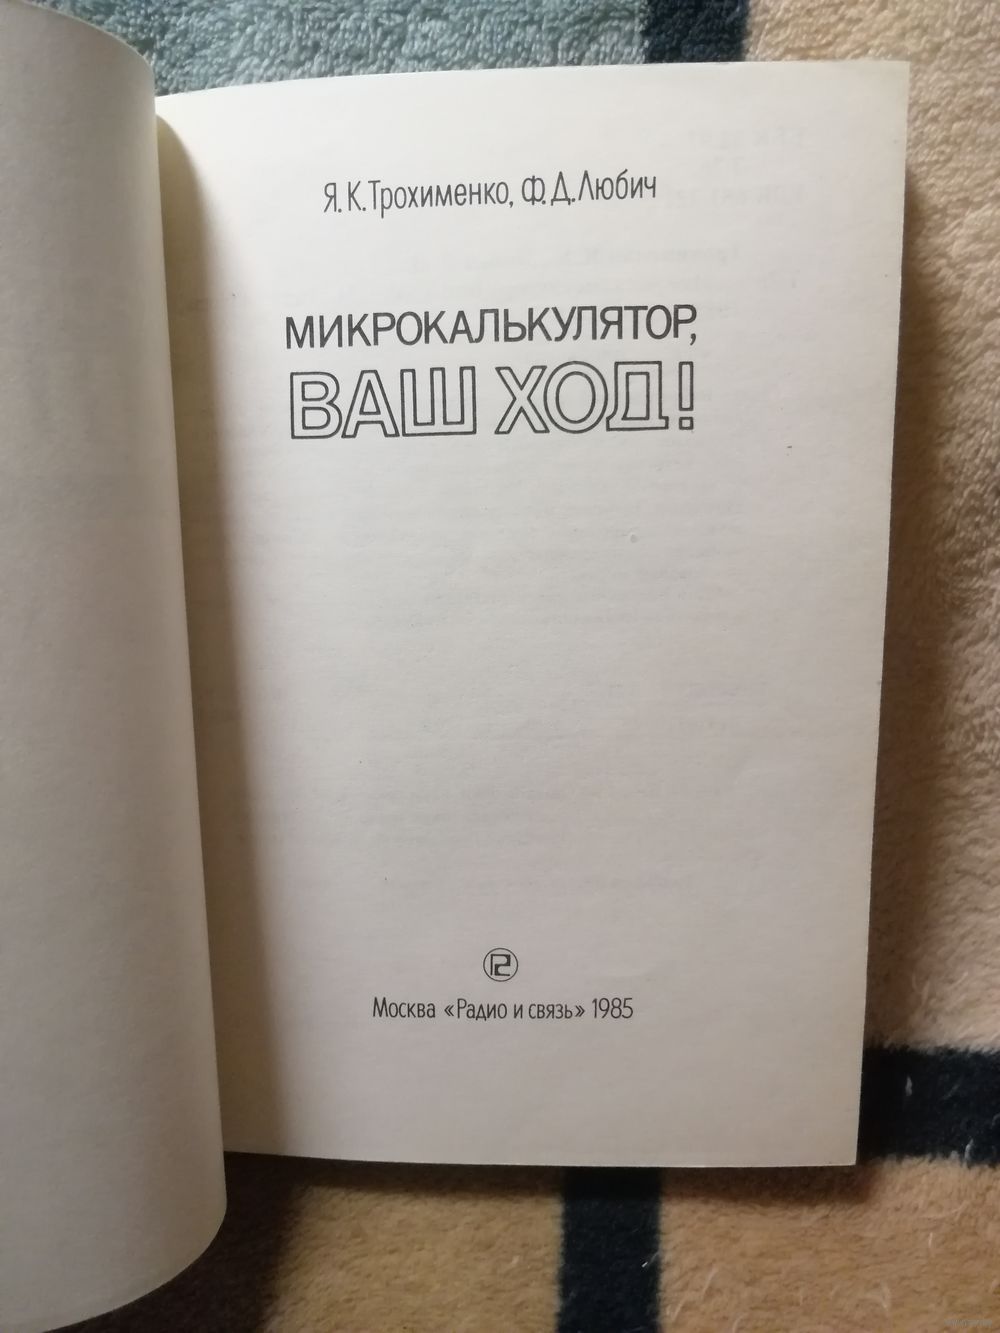 Я. К. Трохименко, Ф. Д. Любич
МИКРОКАЛЬКУЛЯТОР,
ВАШ ХОД!
Москва «Радио и связь» 1985